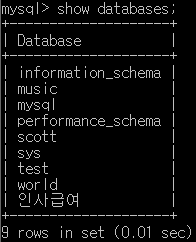 mysql> show databases;
+--------------------+
| Database           |
+--------------------+
| information_schema |
| music              |
| mysql              |
| performance_schema |
| scott              |
| sys                |
| test               |
| world              |
| 인사급여           |
+--------------------+
9 rows in set (0.01 sec)